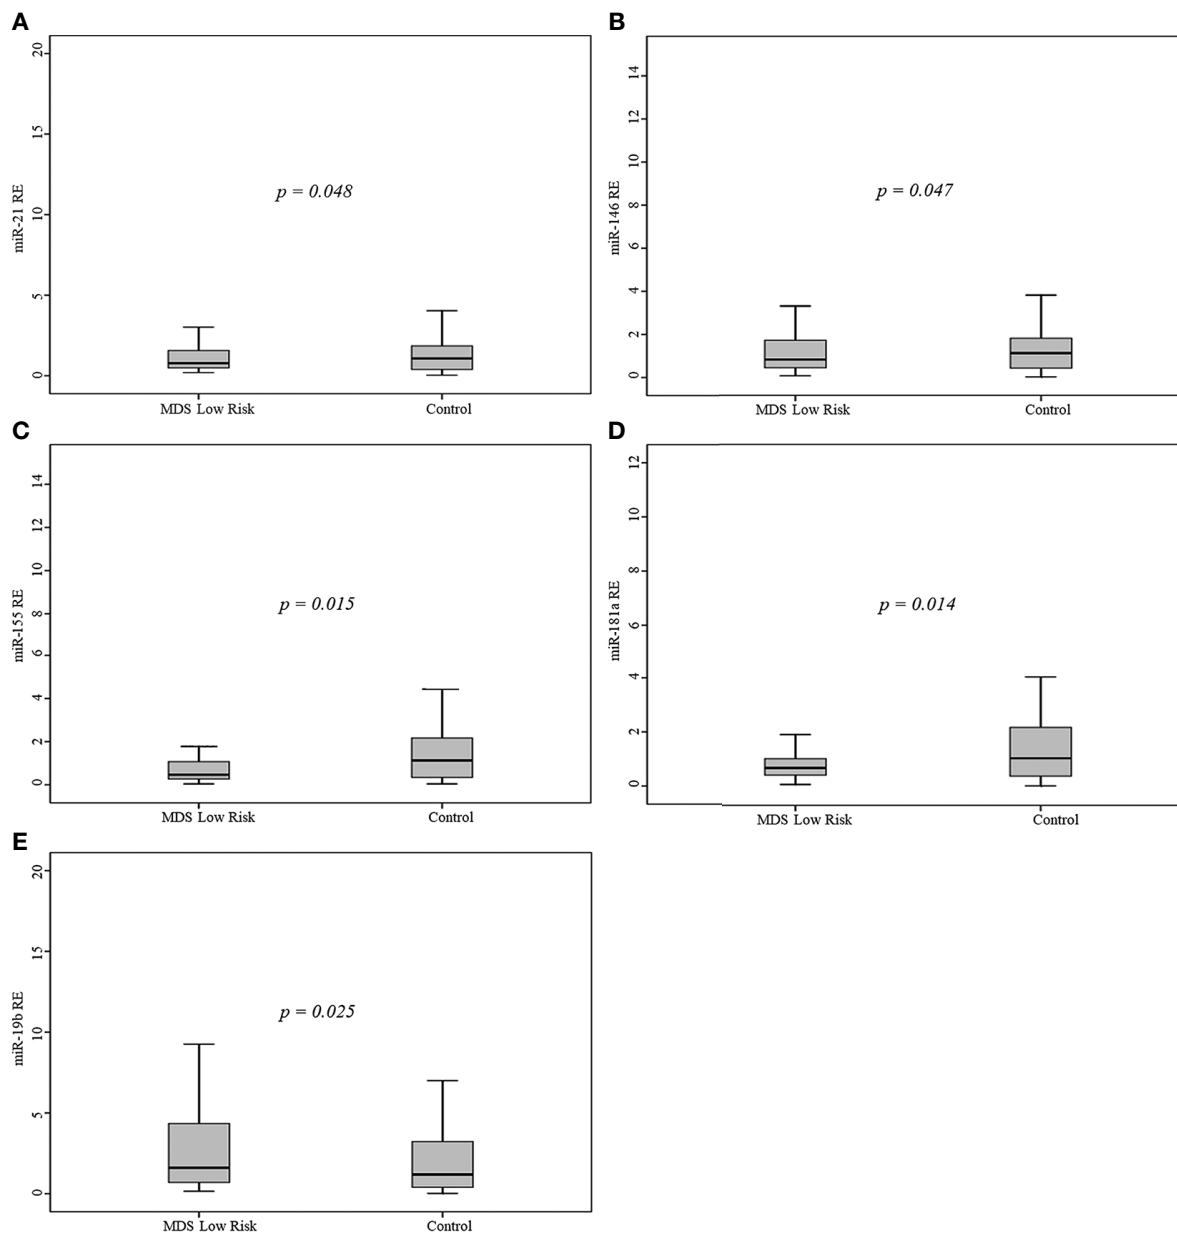 A
20
15
10
5
0
miR-21 RE
p = 0.048
MDS Low Risk Control
B
14
12
10
8
6
4
2
0
miR-146 RE
p = 0.047
MDS Low Risk Control
C
14
12
10
8
6
4
2
0
miR-155 RE
p = 0.015
MDS Low Risk Control
D
12
10
8
6
4
2
0
miR-181a RE
p = 0.014
MDS Low Risk Control
E
20
15
10
5
0
miR-19b RE
p = 0.025
MDS Low Risk Control